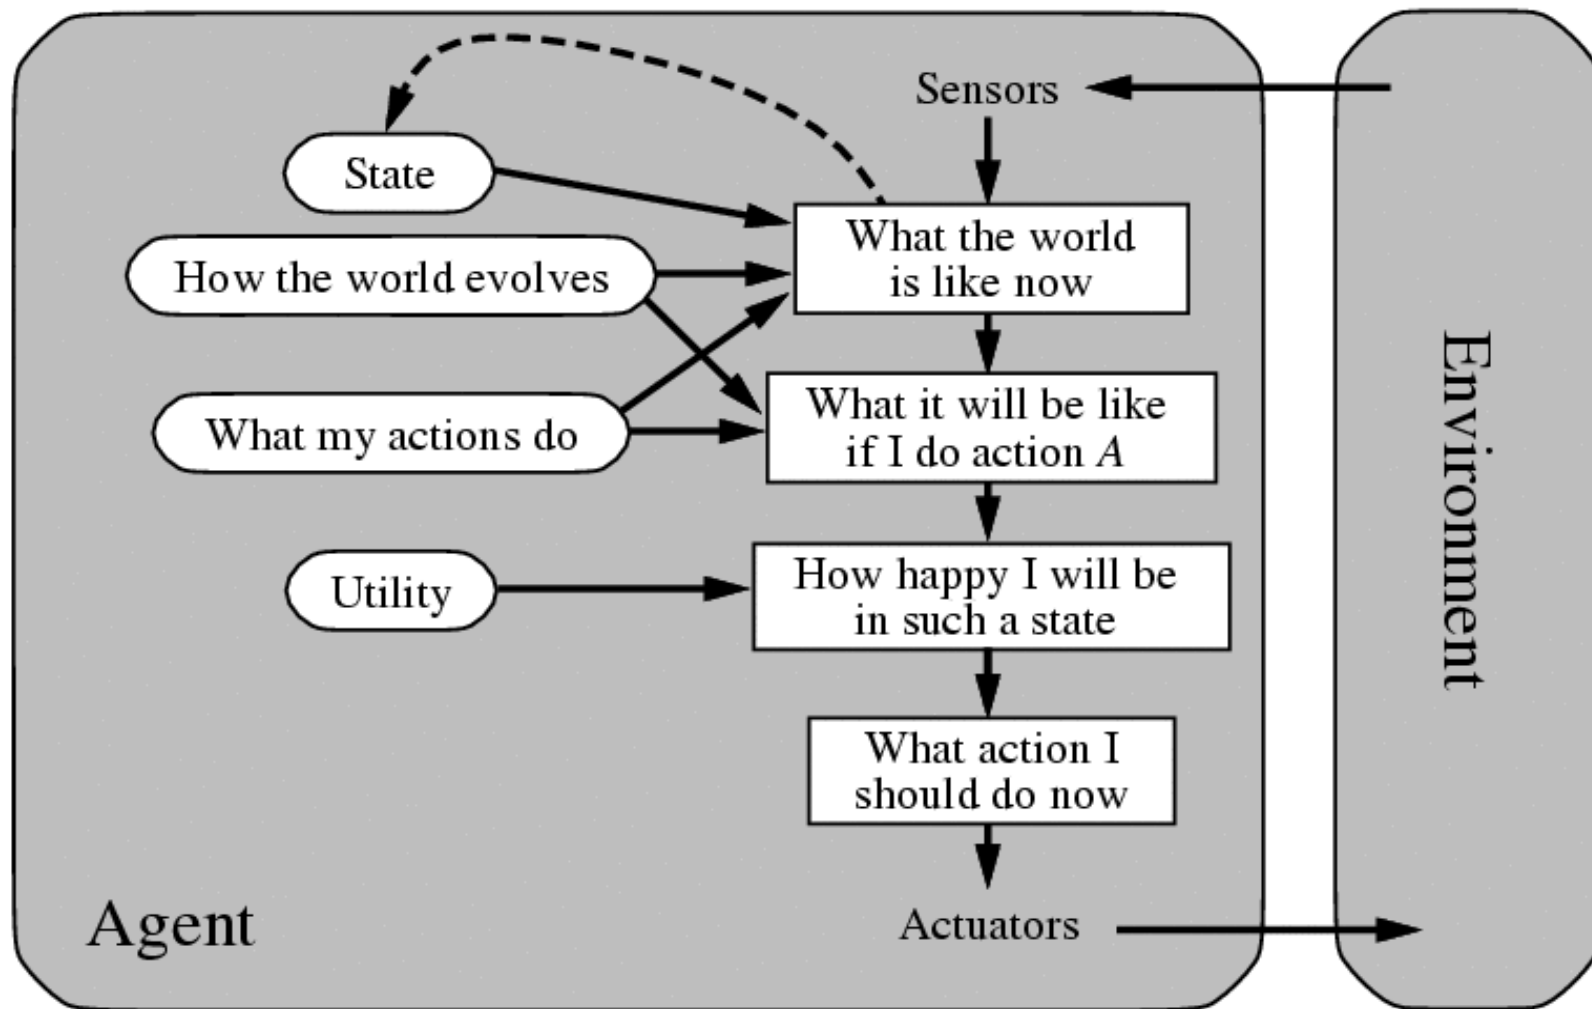 Sensors
State
What the world
is like now
How the world evolves
What it will be like
if I do action A
What my actions do
How happy I will be
in such a state
Utility
What action I
should do now
Agent
Actuators
Environment